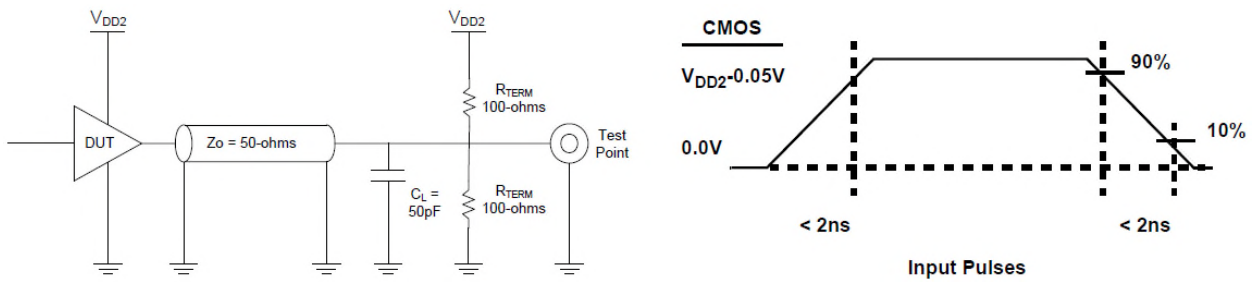 VDD2
VDD2
RTERM
100-ohms
DUT
Zo = 50-ohms
Test
Point
CL =
50pF
RTERM
100-ohms
CMOS
VDD2-0.05V
90%
0.0V
10%
< 2ns
< 2ns
Input Pulses